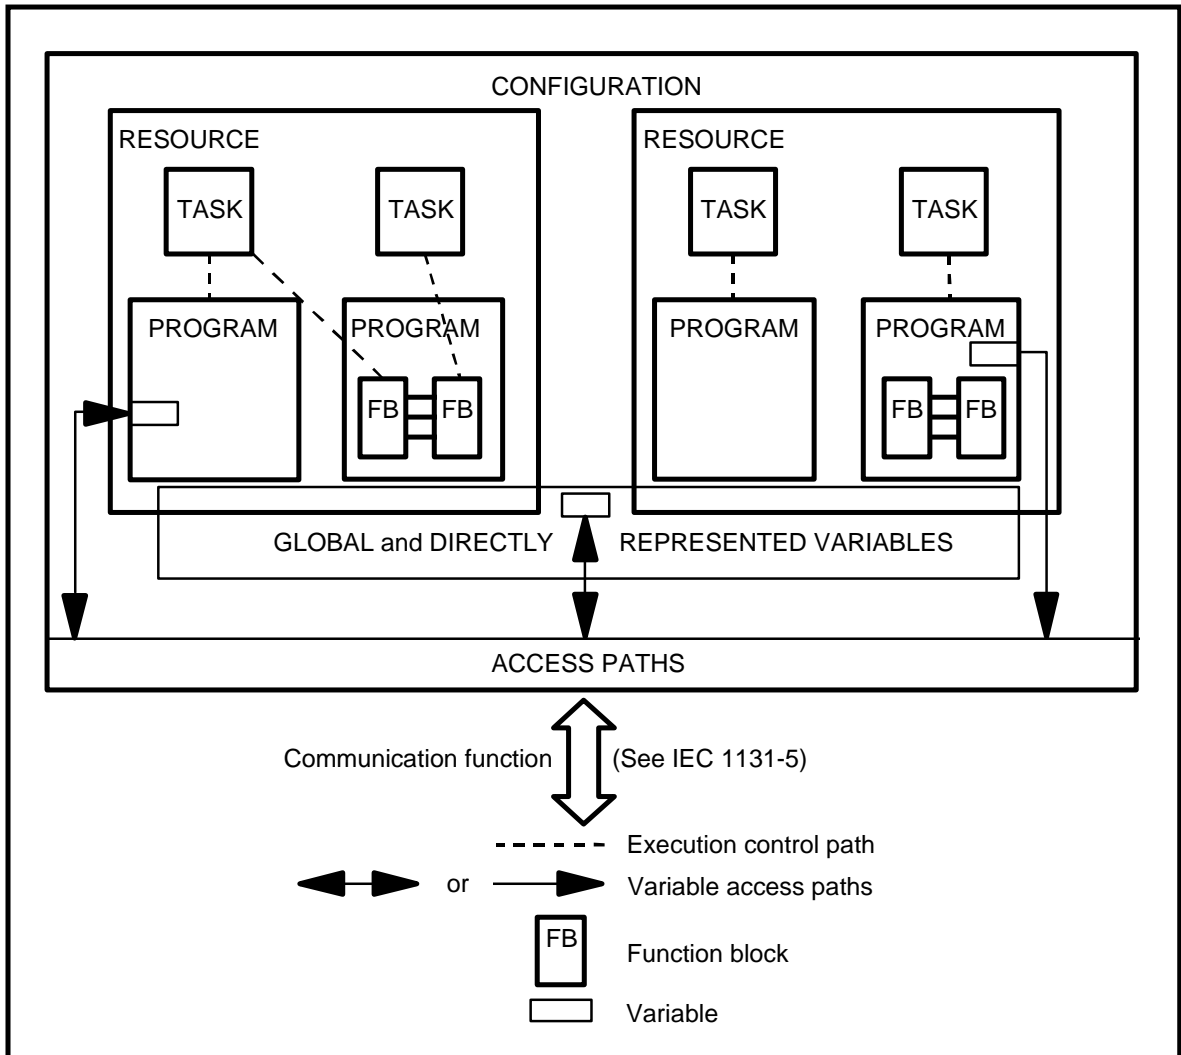 CONFIGURATION
RESOURCE
RESOURCE
TASK
TASK
TASK
TASK
PROGRAM
PROGRAM
PROGRAM
PROGRAM
FB
FB
FB
FB
GLOBAL and DIRECTLY
REPRESENTED VARIABLES
ACCESS PATHS
Communication function
(See IEC 1131-5)
Execution control path
or
Variable access paths
FB
Function block
Variable